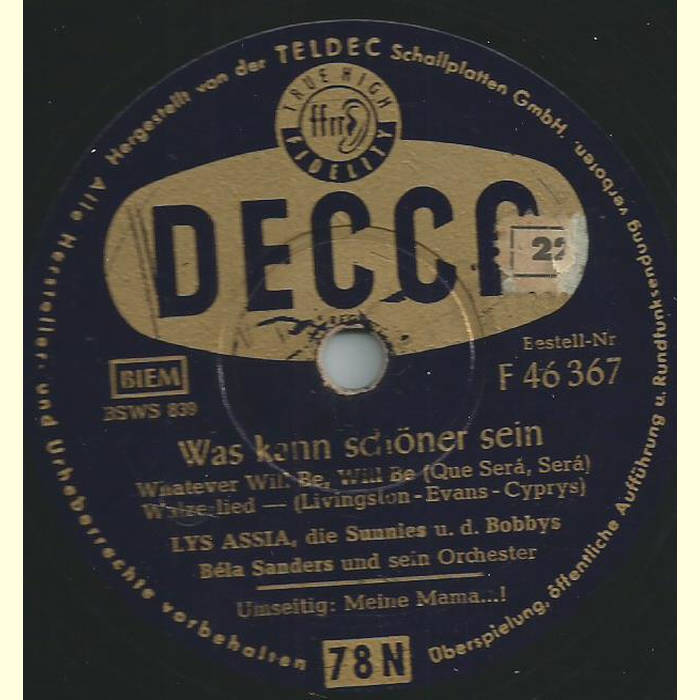 Alle Hersteller- und Urheberrechte vorbehalten
Hergestellt von der TELDEC Schallplatten GmbH.
Überspielung, öffentliche Aufführung u. Rundfunksendung verboten.
TRUE HIGH
ffrr
FIDELITY
DECCA
22
BIEM
BSWS 839
Bestell-Nr
F 46 367
Was kann schöner sein
Whatever Will Be, Will Be (Que Será, Será)
Walzerlied — (Livingston-Evans-Cyprys)
LYS ASSIA, die Sunnies u. d. Bobbys
Béla Sanders und sein Orchester
Umseitig: Meine Mama...!
78 N